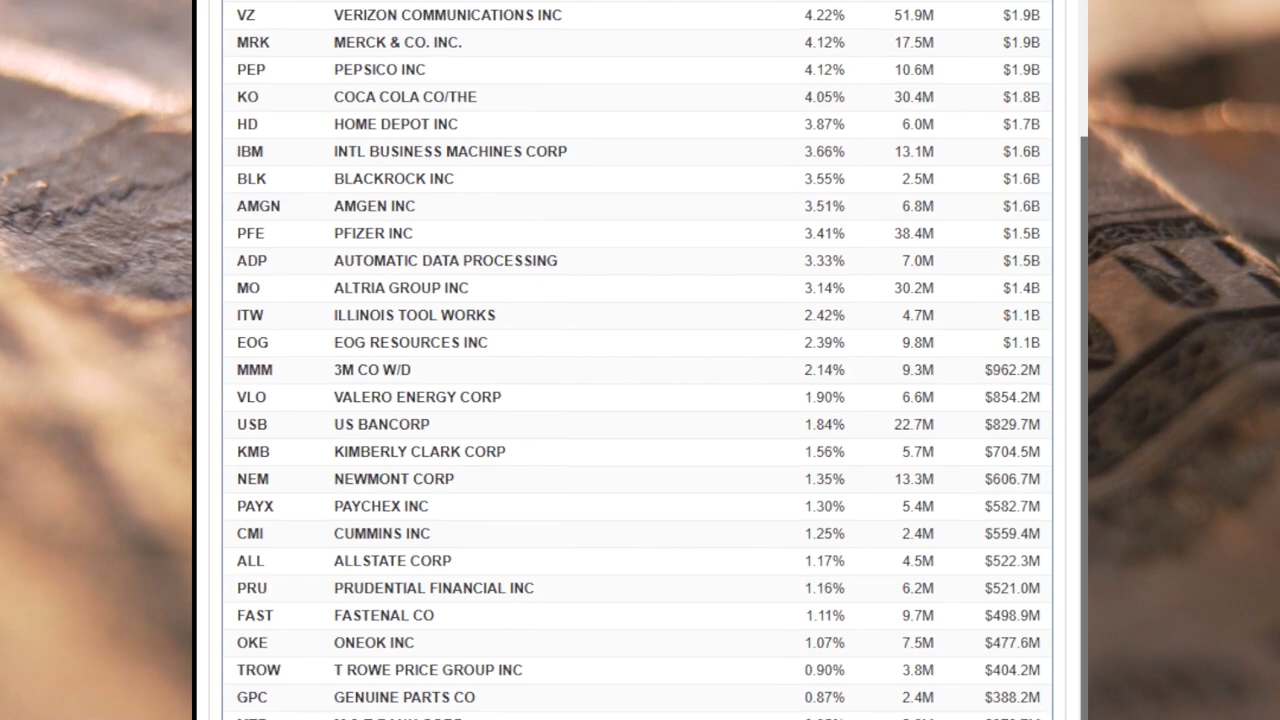 VZ VERIZON COMMUNICATIONS INC 4.22% 51.9M $1.9B
MRK MERCK & CO. INC. 4.12% 17.5M $1.9B
PEP PEPSICO INC 4.12% 10.6M $1.9B
KO COCA COLA CO/THE 4.05% 30.4M $1.8B
HD HOME DEPOT INC 3.87% 6.0M $1.7B
IBM INTL BUSINESS MACHINES CORP 3.66% 13.1M $1.6B
BLK BLACKROCK INC 3.55% 2.5M $1.6B
AMGN AMGEN INC 3.51% 6.8M $1.6B
PFE PFIZER INC 3.41% 38.4M $1.5B
ADP AUTOMATIC DATA PROCESSING 3.33% 7.0M $1.5B
MO ALTRIA GROUP INC 3.14% 30.2M $1.4B
ITW ILLINOIS TOOL WORKS 2.42% 4.7M $1.1B
EOG EOG RESOURCES INC 2.39% 9.8M $1.1B
MMM 3M CO W/D 2.14% 9.3M $962.2M
VLO VALERO ENERGY CORP 1.90% 6.6M $854.2M
USB US BANCORP 1.84% 22.7M $829.7M
KMB KIMBERLY CLARK CORP 1.56% 5.7M $704.5M
NEM NEWMONT CORP 1.35% 13.3M $606.7M
PAYX PAYCHEX INC 1.30% 5.4M $582.7M
CMI CUMMINS INC 1.25% 2.4M $559.4M
ALL ALLSTATE CORP 1.17% 4.5M $522.3M
PRU PRUDENTIAL FINANCIAL INC 1.16% 6.2M $521.0M
FAST FASTENAL CO 1.11% 9.7M $498.9M
OKE ONEOK INC 1.07% 7.5M $477.6M
TROW T ROWE PRICE GROUP INC 0.90% 3.8M $404.2M
GPC GENUINE PARTS CO 0.87% 2.4M $388.2M